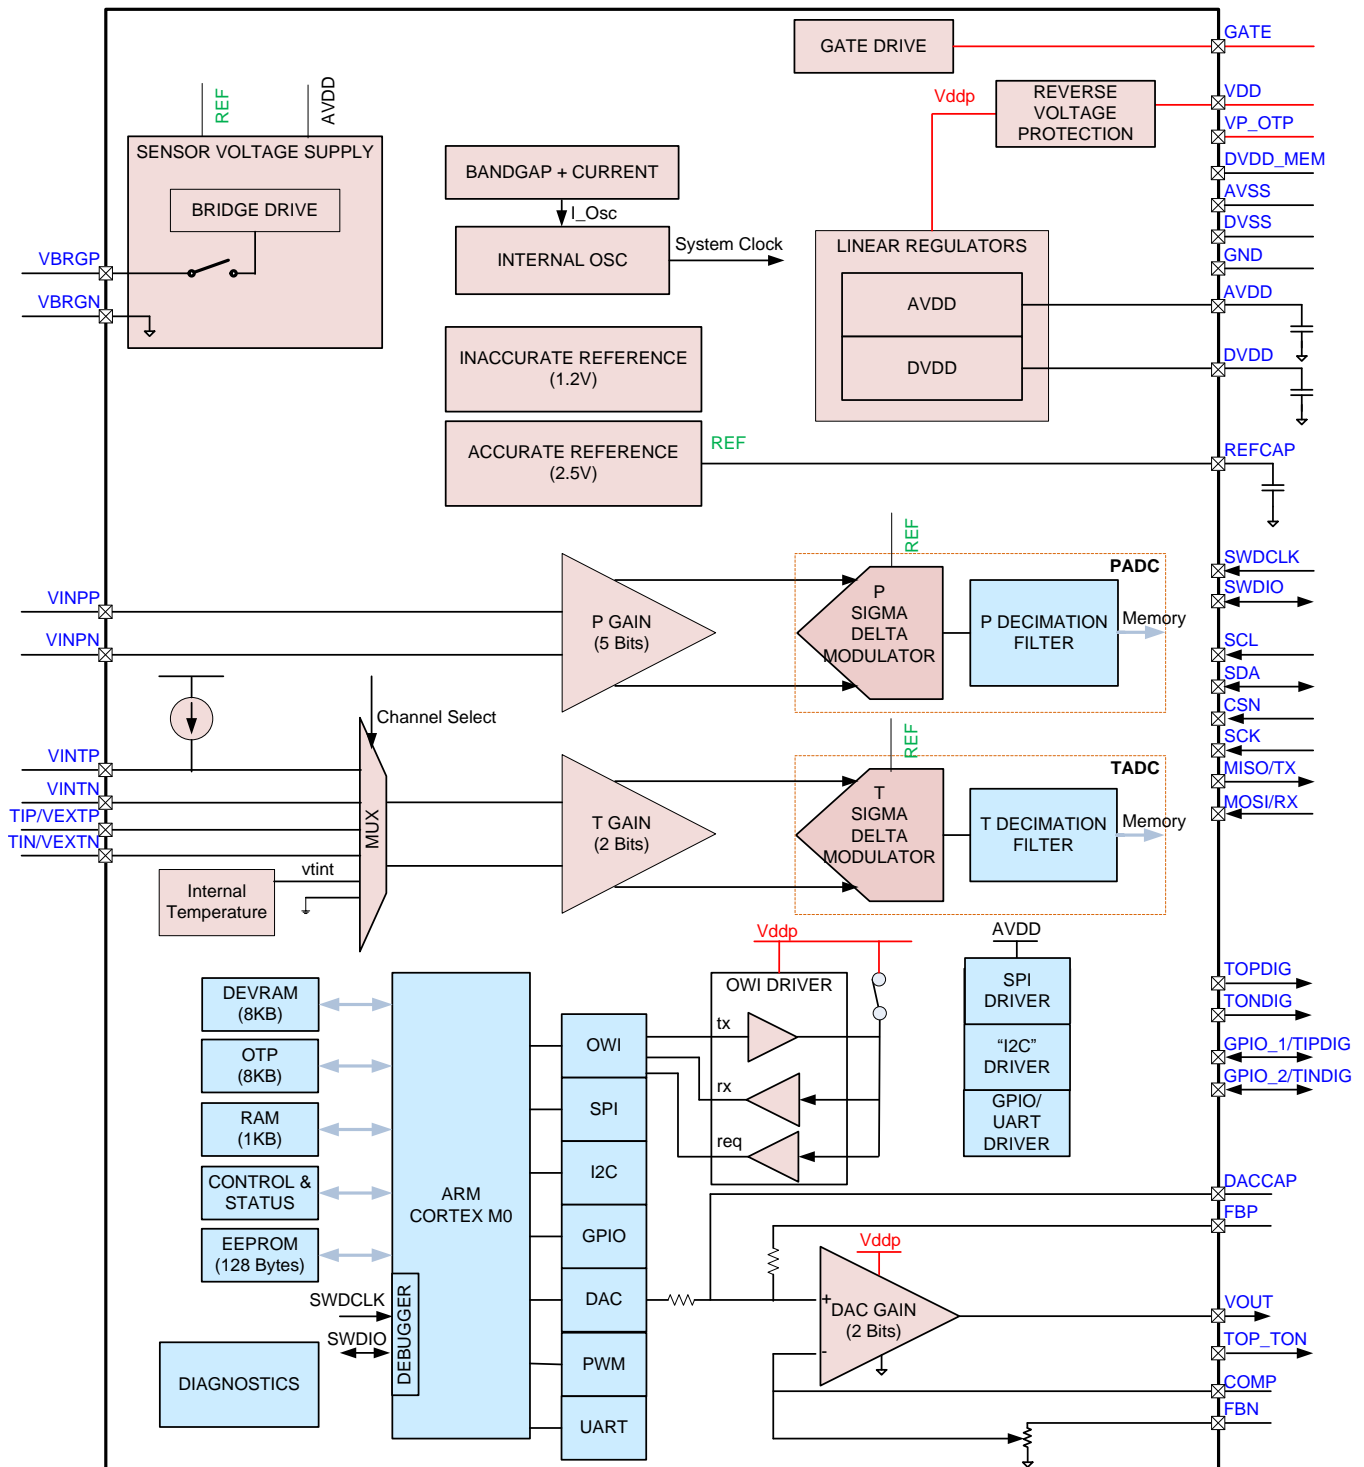 GATE DRIVE
GATE
REF
AVDD
Vddp
REVERSE
VOLTAGE
PROTECTION
VDD
VP_OTP
DVDD_MEM
AVSS
DVSS
GND
AVDD
DVDD
REFCAP
SENSOR VOLTAGE SUPPLY
BRIDGE DRIVE
VBRGP
VBRGN
BANDGAP + CURRENT
I_Osc
INTERNAL OSC
System Clock
LINEAR REGULATORS
AVDD
DVDD
INACCURATE REFERENCE
(1.2V)
ACCURATE REFERENCE
(2.5V)
REF
REF
PADC
VINPP
VINPN
P GAIN
(5 Bits)
P
SIGMA
DELTA
MODULATOR
P DECIMATION
FILTER
Memory
SWDCLK
SWDIO
SCL
SDA
CSN
SCK
MISO/TX
MOSI/RX
Channel Select
VINTP
VINTN
TIP/VEXTP
TIN/VEXTN
MUX
vtint
Internal
Temperature
T GAIN
(2 Bits)
REF
TADC
T
SIGMA
DELTA
MODULATOR
T DECIMATION
FILTER
Memory
DEVRAM
(8KB)
OTP
(8KB)
RAM
(1KB)
CONTROL &
STATUS
EEPROM
(128 Bytes)
SWDCLK
SWDIO
DEBUGGER
DIAGNOSTICS
ARM
CORTEX M0
OWI
SPI
I2C
GPIO
DAC
PWM
UART
Vddp
OWI DRIVER
tx
rx
req
AVDD
SPI
DRIVER
“I2C”
DRIVER
GPIO/
UART
DRIVER
TOPDIG
TONDIG
GPIO_1/TIPDIG
GPIO_2/TINDIG
DACCAP
FBP
Vddp
+
DAC GAIN
(2 Bits)
-
VOUT
TOP_TON
COMP
FBN